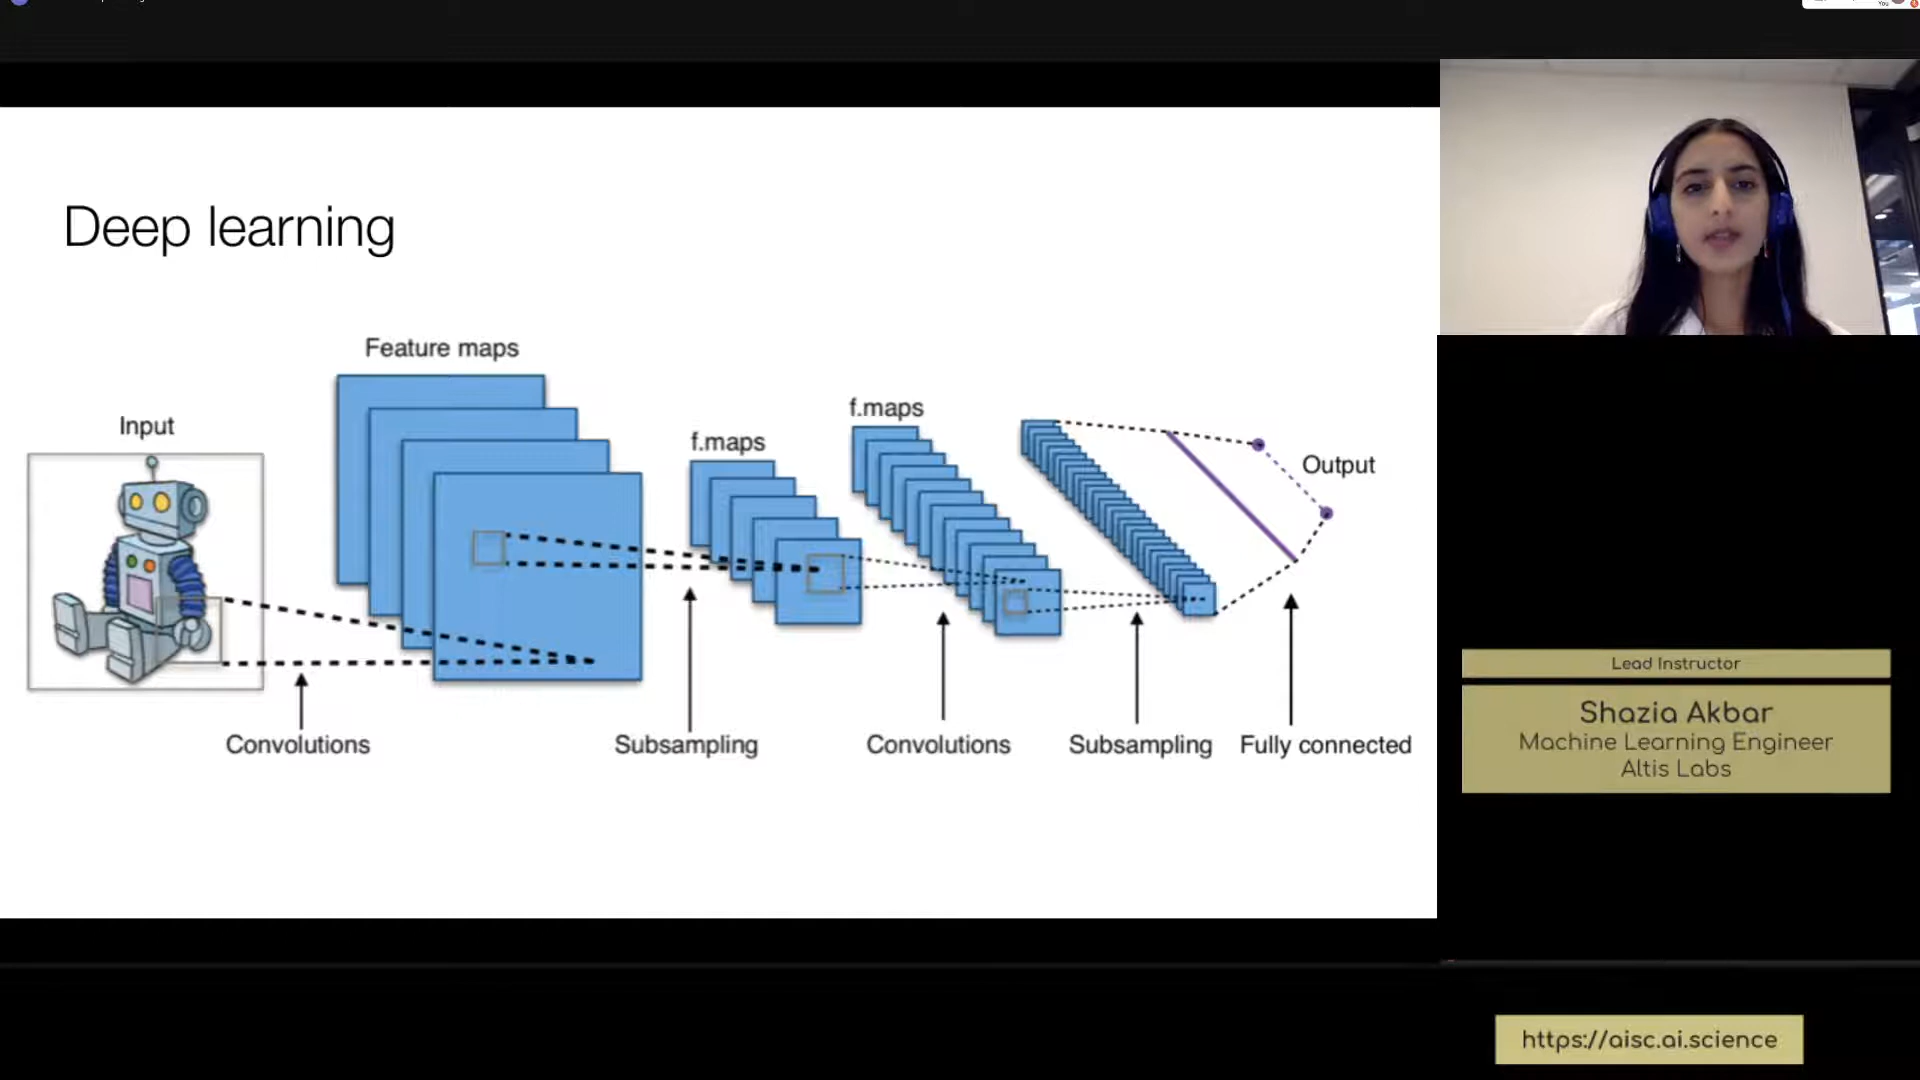 You
Deep learning
Feature maps
f.maps
Input
f.maps
Output
Convolutions
Subsampling
Convolutions
Subsampling
Fully connected
Lead Instructor
Shazia Akbar
Machine Learning Engineer
Altis Labs
https://aisc.ai.science